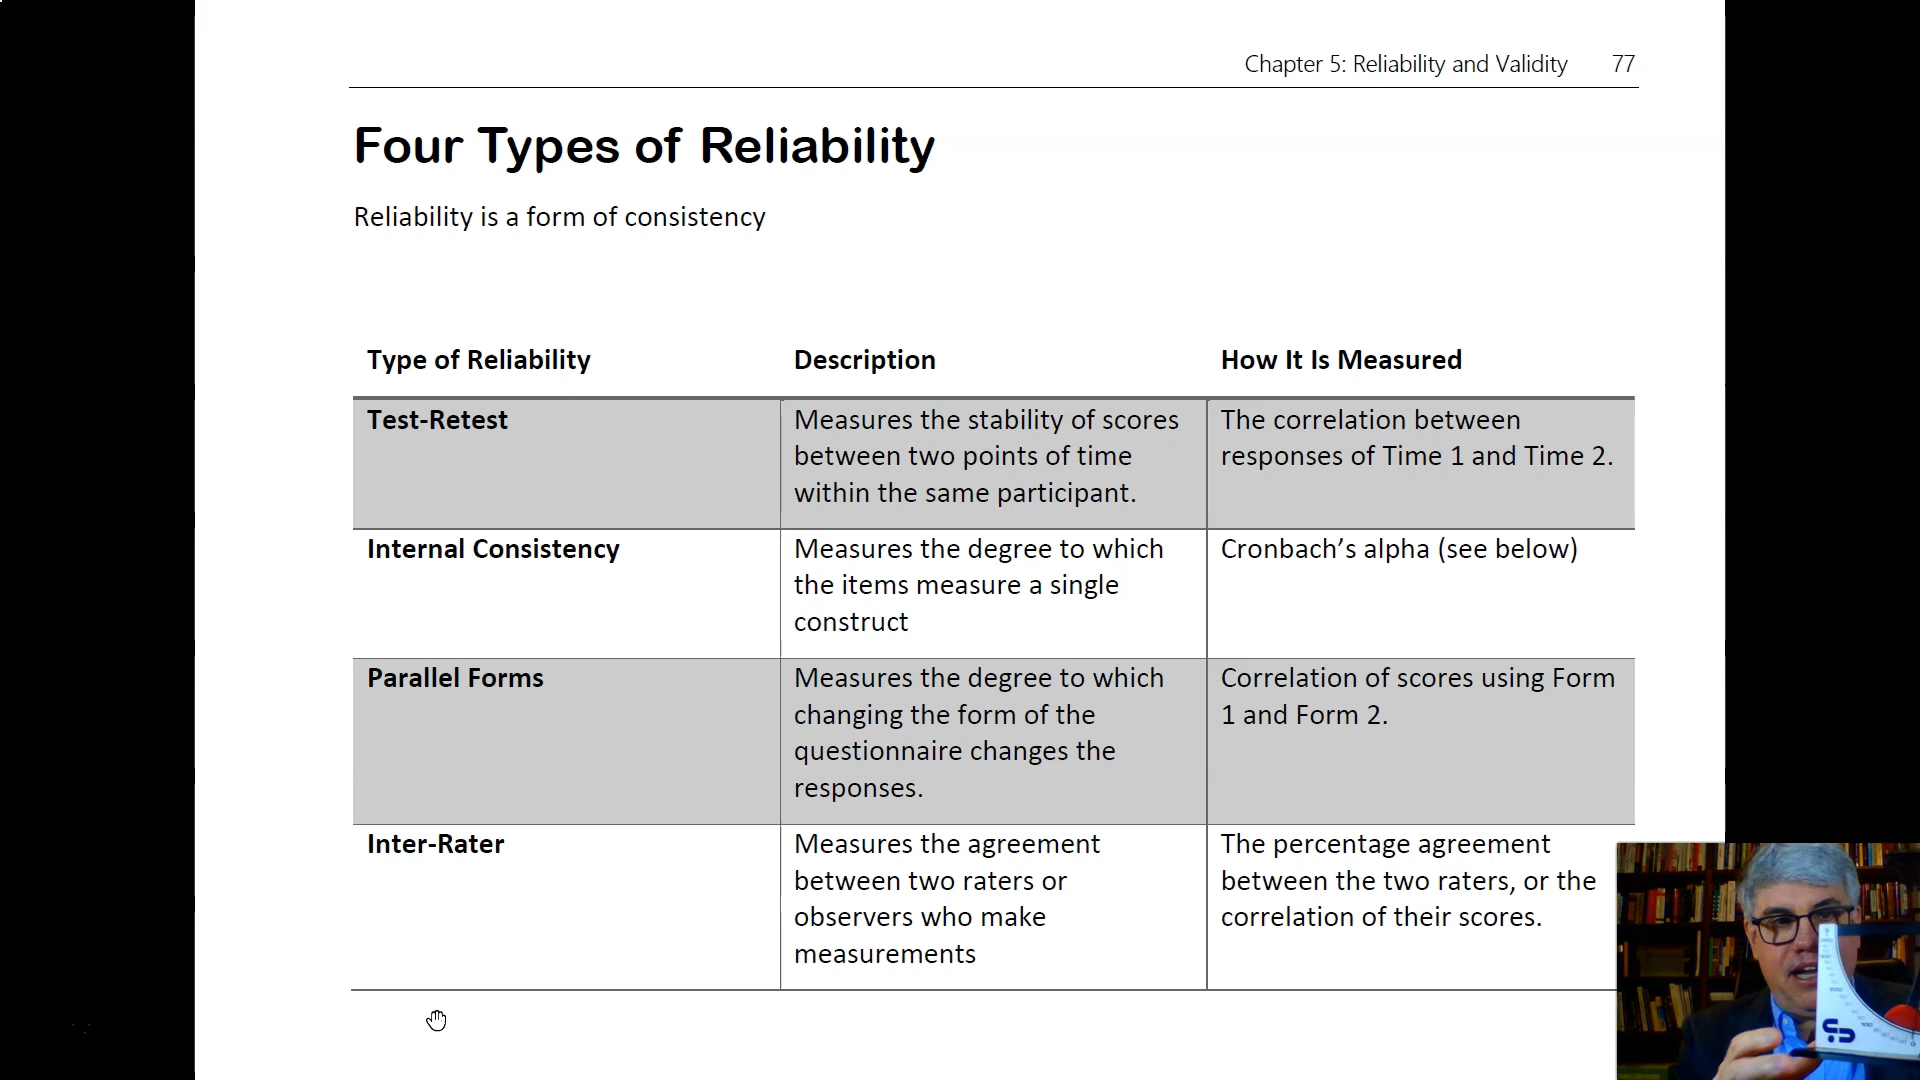 Chapter 5: Reliability and Validity 77
Four Types of Reliability
Reliability is a form of consistency
Type of Reliability Description How It Is Measured
Test-Retest
Measures the stability of scores
between two points of time
within the same participant.
The correlation between
responses of Time 1 and Time 2.
Internal Consistency
Measures the degree to which
the items measure a single
construct
Cronbach’s alpha (see below)
Parallel Forms
Measures the degree to which
changing the form of the
questionnaire changes the
responses.
Correlation of scores using Form
1 and Form 2.
Inter-Rater
Measures the agreement
between two raters or
observers who make
measurements
The percentage agreement
between the two raters, or the
correlation of their scores.